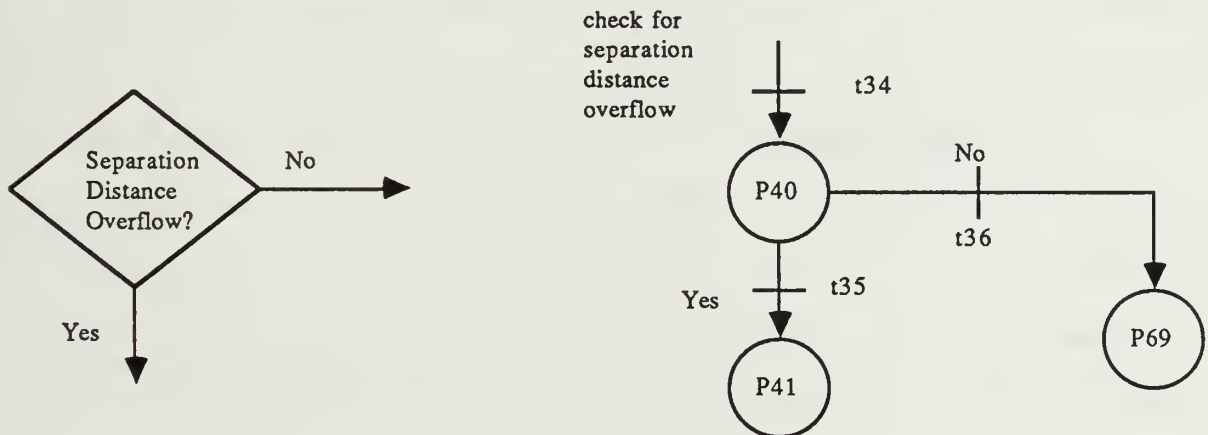 Separation
Distance
Overflow?
No
Yes
check for
separation
distance
overflow
t34
P40
No
t36
t35
Yes
P41
P69